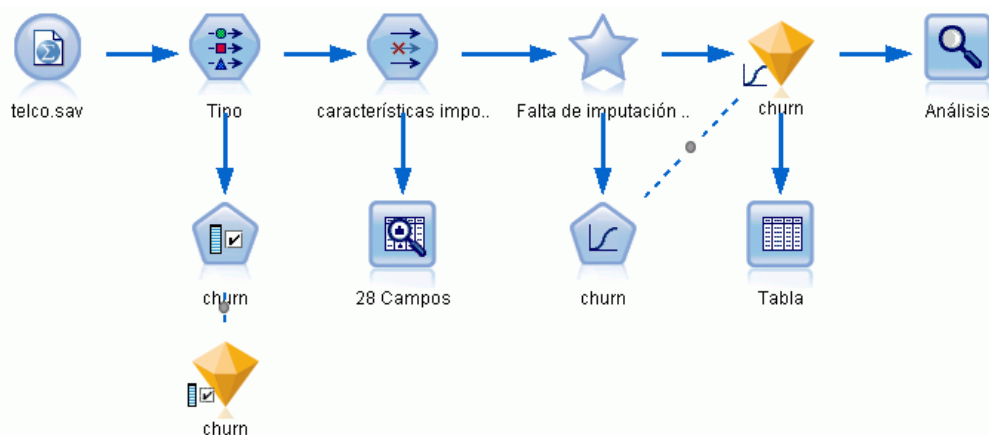 telco.sav
Tipo
características impo..
Falta de imputación ..
churn
Análisis
churn
28 Campos
churn
Tabla
churn